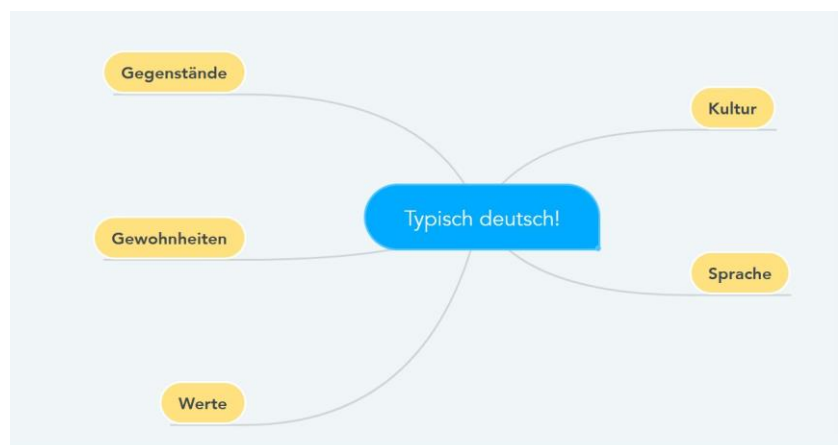 Gegenstände
Kultur
Typisch deutsch!
Gewohnheiten
Sprache
Werte